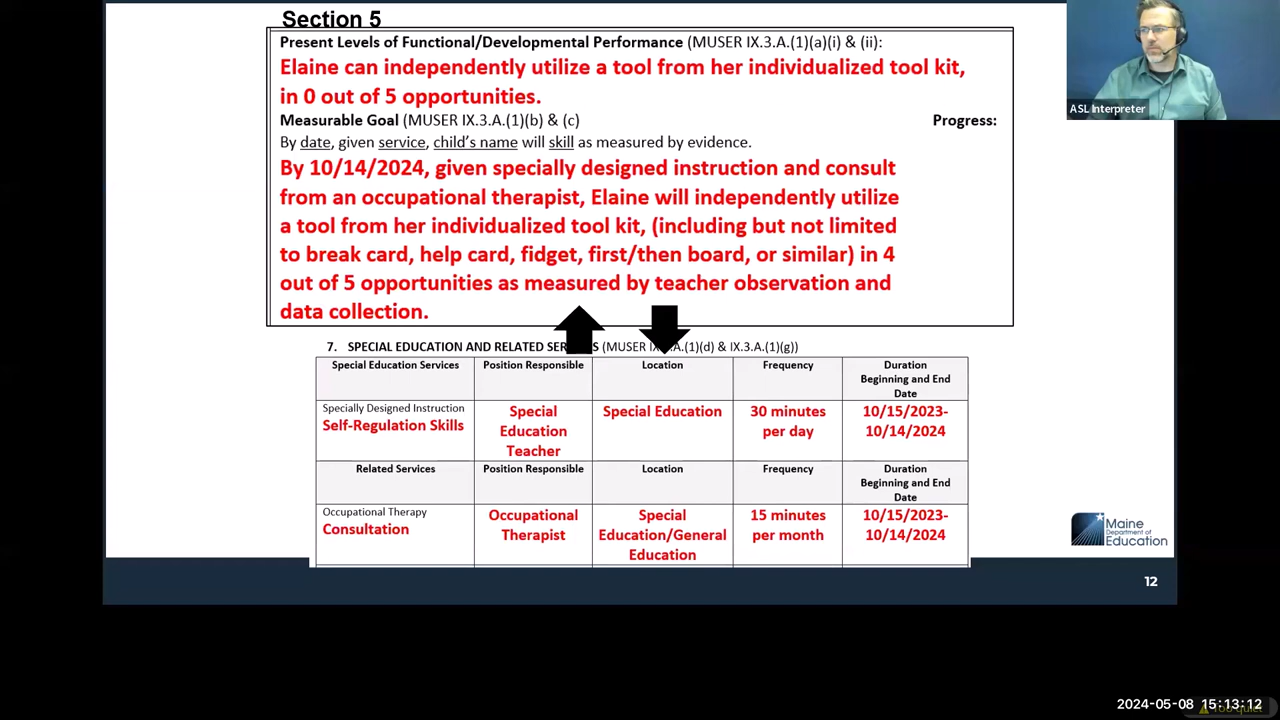 Section 5
Present Levels of Functional/Developmental Performance (MUSER IX.3.A.(1)(a)(i) & (ii):
Elaine can independently utilize a tool from her individualized tool kit,
in 0 out of 5 opportunities.
Measurable Goal (MUSER IX.3.A.(1)(b) & (c) Progress:
By date, given service, child's name will skill as measured by evidence.
By 10/14/2024, given specially designed instruction and consult
from an occupational therapist, Elaine will independently utilize
a tool from her individualized tool kit, (including but not limited
to break card, help card, fidget, first/then board, or similar) in 4
out of 5 opportunities as measured by teacher observation and
data collection.
7. SPECIAL EDUCATION AND RELATED (MUSER .A.(1)(d) & IX.3.A.(1)(g))
Special Education Services Position Responsible Location Frequency Duration
Beginning and End
Date
Specially Designed Instruction
Self-Regulation Skills
Special
Education
Teacher
Special Education
30 minutes
per day
10/15/2023-
10/14/2024
Related Services Position Responsible Location Frequency Duration
Beginning and End
Date
Occupational Therapy
Consultation
Occupational
Therapist
Special
Education/General
Education
15 minutes
per month
10/15/2023-
10/14/2024
Maine
Department of
Education
12
ASL Interpreter
2024-05-08 15:13:12